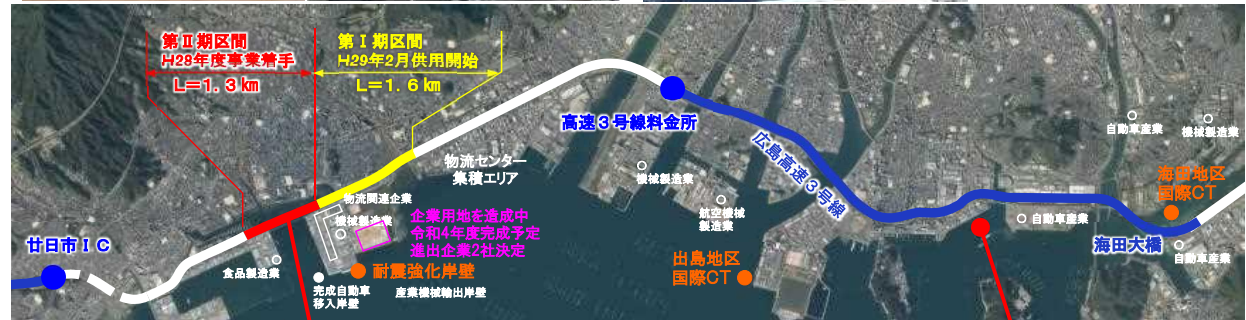 第Ⅱ期区間
H28年度事業着手
L=1.3㎞
第Ⅰ期区間
H29年2月供用開始
L=1.6㎞
高速3号線料金所
物流センター
集積エリア
機械製造業
航空機械
製造業
広島高速3号線
自動車産業
機械製造業
海田地区
国際CT
自動車産業
海田大橋
自動車産業
出島地区
国際CT
物流関連企業
機械製造業
企業用地を造成中
令和4年度完成予定
進出企業2社決定
耐震強化岸壁
産業機械輸出岸壁
完成自動車
移入岸壁
食品製造業
廿日市IC